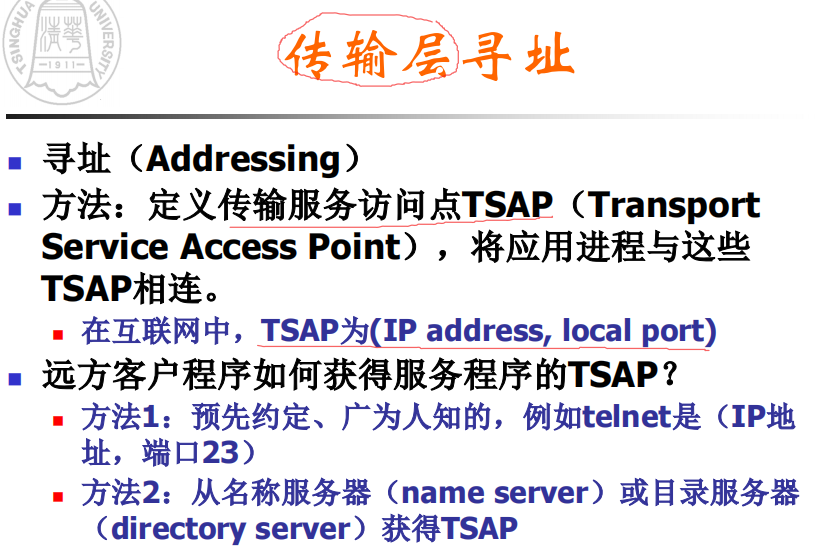 TSINGHUA UNIVERSITY
清華
-1911-
传输层寻址
寻址（Addressing）
方法：定义传输服务访问点TSAP（Transport
Service Access Point），将应用进程与这些
TSAP相连。
在互联网中，TSAP为(IP address, local port)
远方客户程序如何获得服务程序的TSAP？
方法1：预先约定、广为人知的，例如telnet是（IP地
址，端口23）
方法2：从名称服务器（name server）或目录服务器
（directory server）获得TSAP